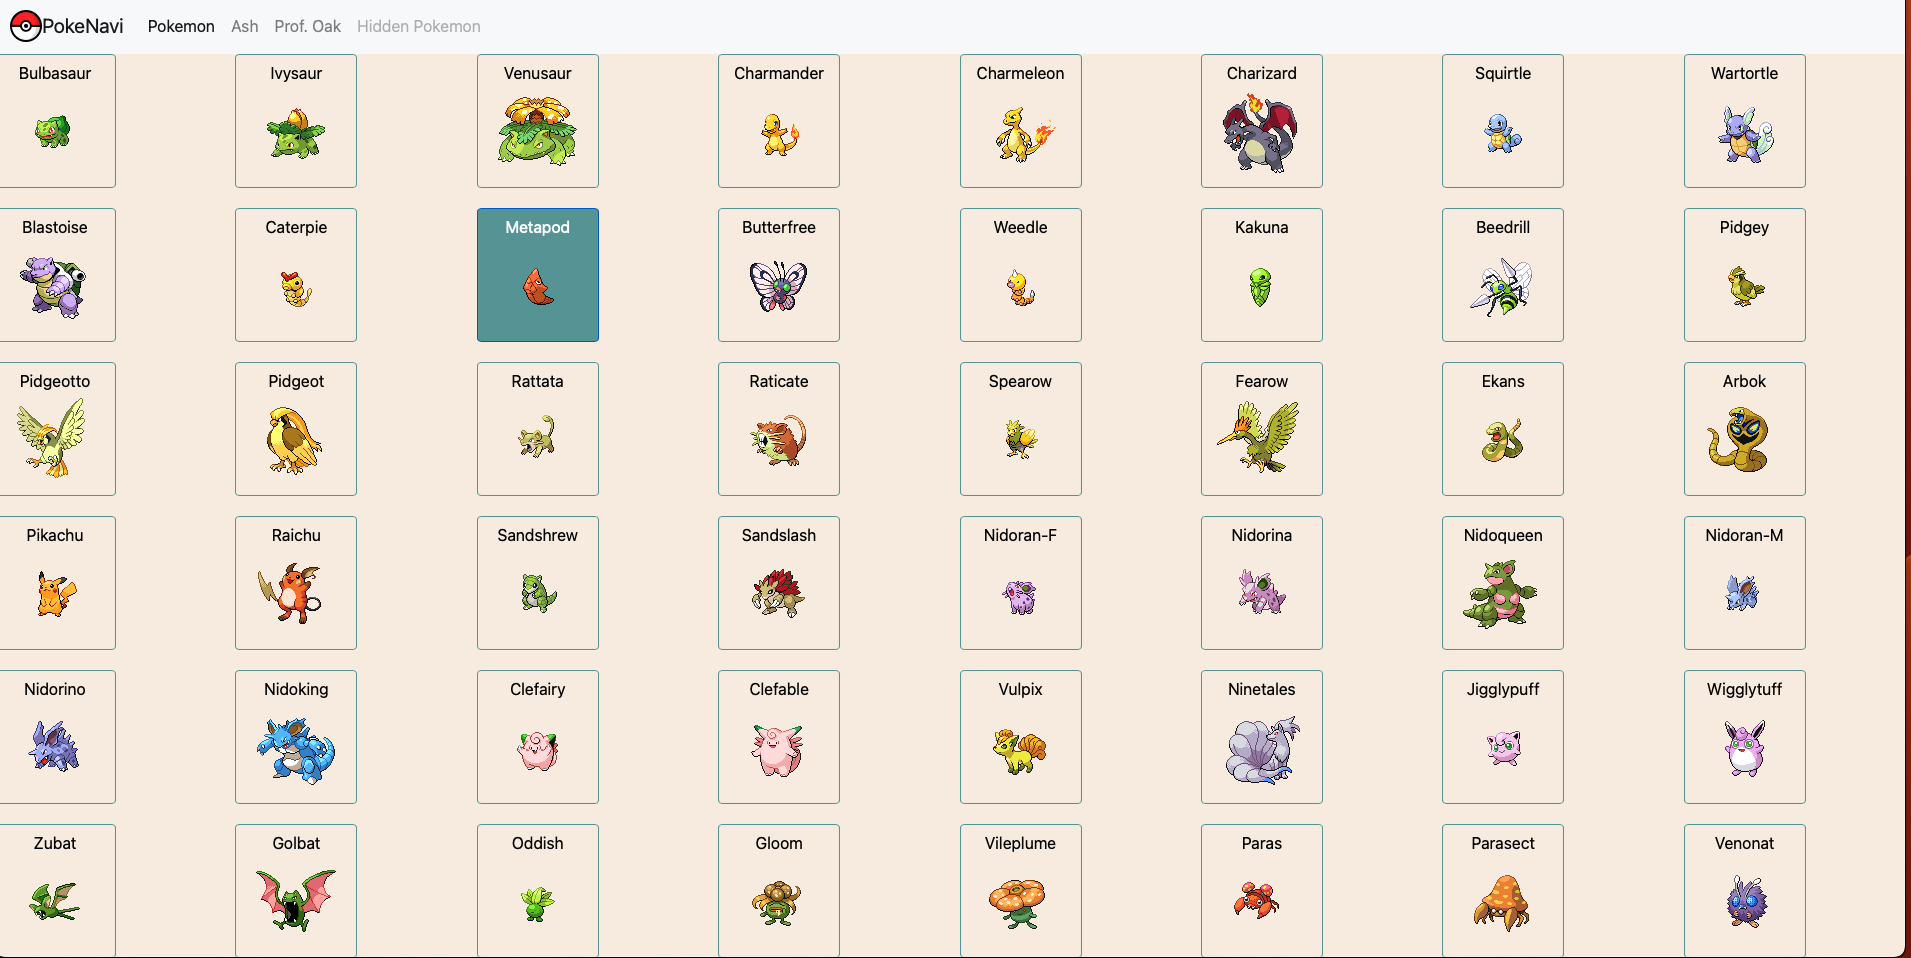 PokeNavi Pokemon Ash Prof. Oak Hidden Pokemon
Bulbasaur Ivysaur Venusaur Charmander Charmeleon Charizard Squirtle Wartortle
Blastoise Caterpie Metapod Butterfree Weedle Kakuna Beedrill Pidgey
Pidgeotto Pidgeot Rattata Raticate Spearow Fearow Ekans Arbok
Pikachu Raichu Sandshrew Sandslash Nidoran-F Nidorina Nidoqueen Nidoran-M
Nidorino Nidoking Clefairy Clefable Vulpix Ninetales Jigglypuff Wigglytuff
Zubat Golbat Oddish Gloom Vileplume Paras Parasect Venonat